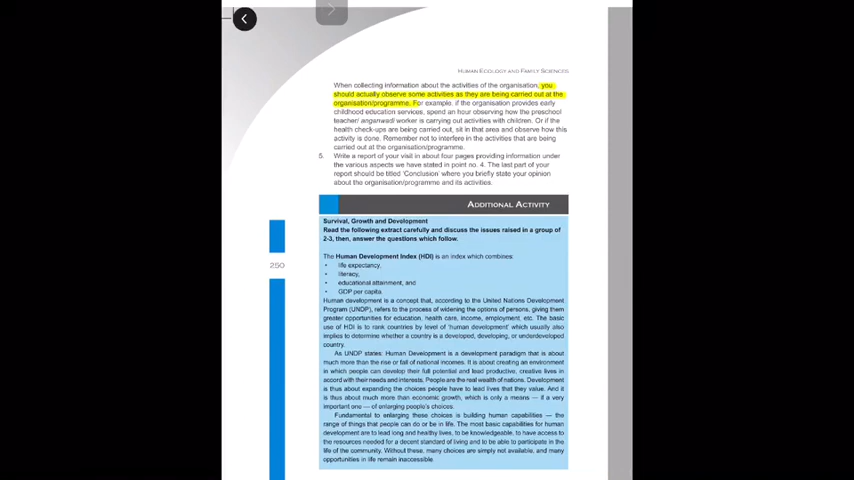 HUMAN ECOLOGY AND FAMILY SCIENCES
When collecting information about the activities of the organisation, you
should actually observe some activities as they are being carried out at the
organisation/programme. For example, if the organisation provides early
childhood education services, spend an hour observing how the preschool
teacher/ anganwadi worker is carrying out activities with children. Or if the
health check-ups are being carried out, sit in that area and observe how this
activity is done. Remember not to interfere in the activities that are being
carried out at the organisation/programme.
5. Write a report of your visit in about four pages providing information under
the various aspects we have stated in point no. 4. The last part of your
report should be titled 'Conclusion' where you briefly state your opinion
about the organisation/programme and its activities.
ADDITIONAL ACTIVITY
Survival, Growth and Development
Read the following extract carefully and discuss the issues raised in a group of
2-3, then, answer the questions which follow.
250
The Human Development Index (HDI) is an index which combines:
• life expectancy,
• literacy,
• educational attainment, and
• GDP per capita.
Human development is a concept that, according to the United Nations Development
Program (UNDP), refers to the process of widening the options of persons, giving them
greater opportunities for education, health care, income, employment, etc. The basic
use of HDI is to rank countries by level of 'human development' which usually also
implies to determine whether a country is a developed, developing, or underdeveloped
country.
As UNDP states: Human Development is a development paradigm that is about
much more than the rise or fall of national incomes. It is about creating an environment
in which people can develop their full potential and lead productive, creative lives in
accord with their needs and interests. People are the real wealth of nations. Development
is thus about expanding the choices people have to lead lives that they value. And it
is thus about much more than economic growth, which is only a means — if a very
important one — of enlarging people's choices.
Fundamental to enlarging these choices is building human capabilities — the
range of things that people can do or be in life. The most basic capabilities for human
development are to lead long and healthy lives, to be knowledgeable, to have access to
the resources needed for a decent standard of living and to be able to participate in the
life of the community. Without these, many choices are simply not available, and many
opportunities in life remain inaccessible